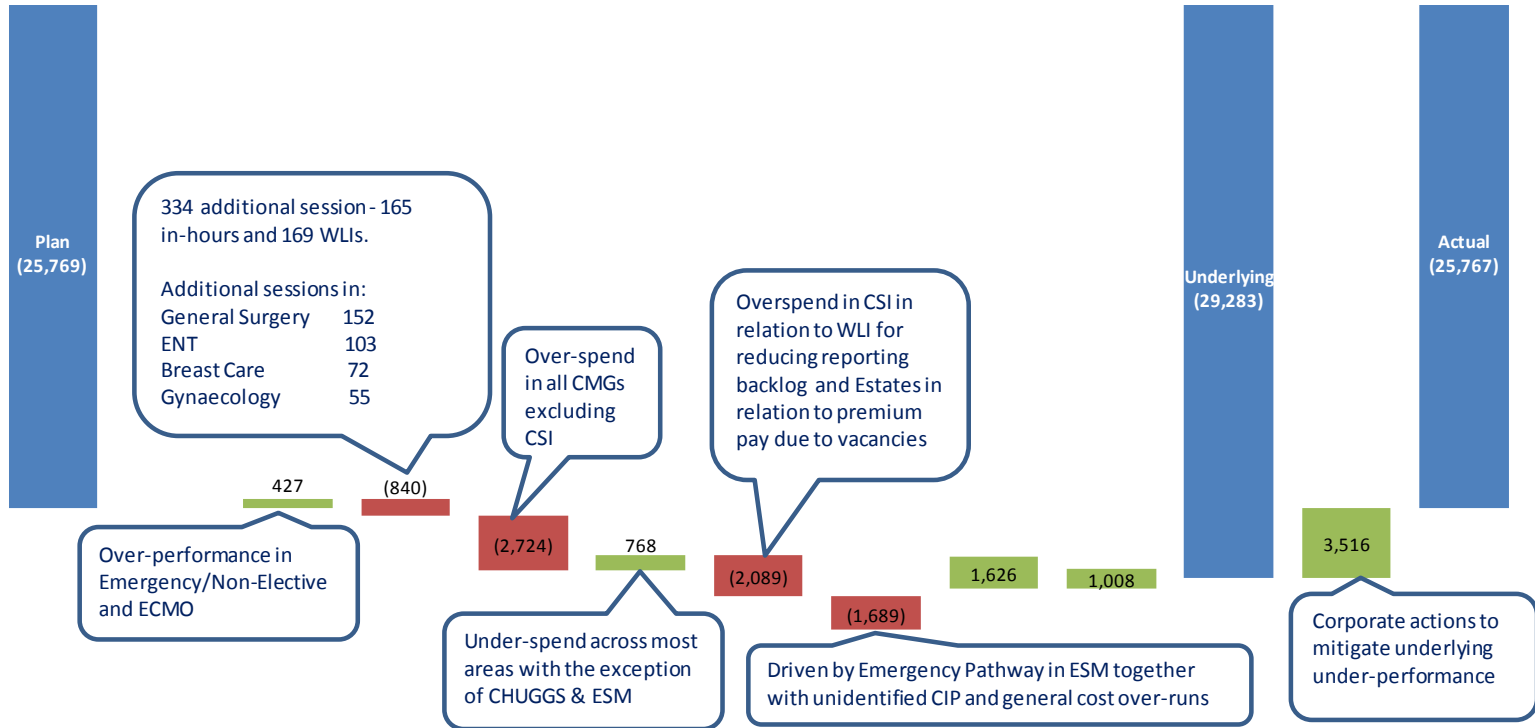 Plan
(25,769)
334 additional session - 165
in-hours and 169 WLIs.
Additional sessions in:
General Surgery 152
ENT 103
Breast Care 72
Gynaecology 55
427
(840)
Over-performance in
Emergency/Non-Elective
and ECMO
Over-spend
in all CMGs
excluding
CSI
(2,724)
768
Under-spend across most
areas with the exception
of CHUGGS & ESM
Overspend in CSI in
relation to WLI for
reducing reporting
backlog and Estates in
relation to premium
pay due to vacancies
(2,089)
(1,689)
Driven by Emergency Pathway in ESM together
with unidentified CIP and general cost over-runs
1,626
1,008
Underlying
(29,283)
3,516
Corporate actions to
mitigate underlying
under-performance
Actual
(25,767)